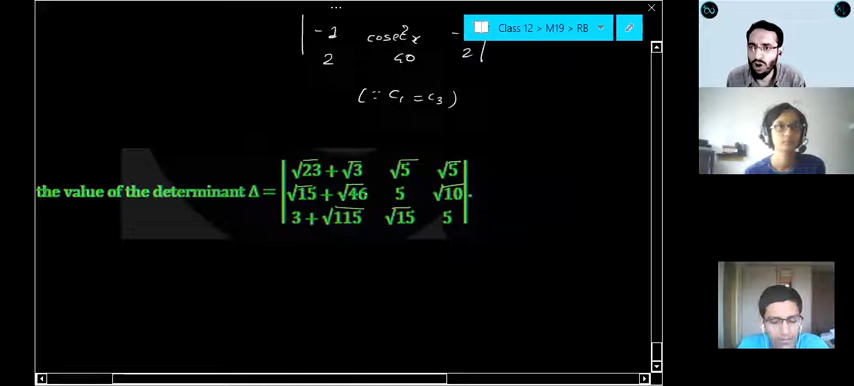 ...
Class 12 > M19 > RB
-2 cosec²x -
2 40 2
(∵ C₁ = C₃)
√23 + √3 √5 √5
the value of the determinant Δ = √15 + √46 5 √10 .
3 + √115 √15 5